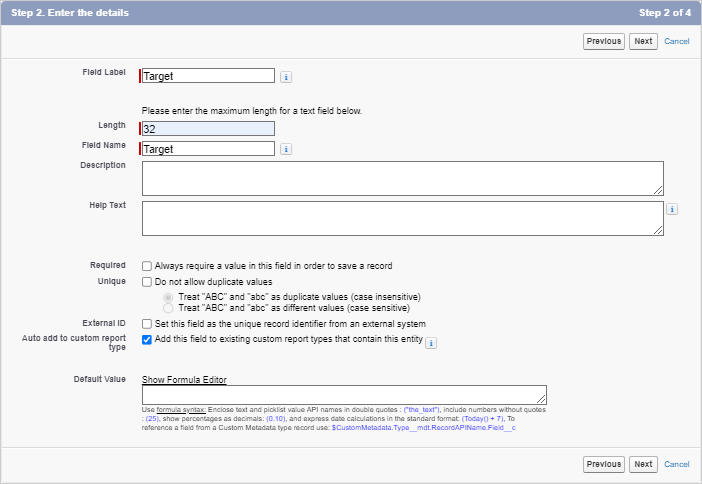 Step 2. Enter the details Step 2 of 4
Previous Next Cancel
Field Label Target i
Please enter the maximum length for a text field below.
Length 32
Field Name Target i
Description
Help Text i
Required Always require a value in this field in order to save a record
Unique Do not allow duplicate values
Treat "ABC" and "abc" as duplicate values (case insensitive)
Treat "ABC" and "abc" as different values (case sensitive)
External ID Set this field as the unique record identifier from an external system
Auto add to custom report Add this field to existing custom report types that contain this entity i
type
Default Value Show Formula Editor
Use formula syntax: Enclose text and picklist value API names in double quotes : ("the_text"), include numbers without quotes
: (25), show percentages as decimals: (0.10), and express date calculations in the standard format: (Today() + 7), To
reference a field from a Custom Metadata type record use: $CustomMetadata.Type__mdt.RecordAPIName.Field__c
Previous Next Cancel